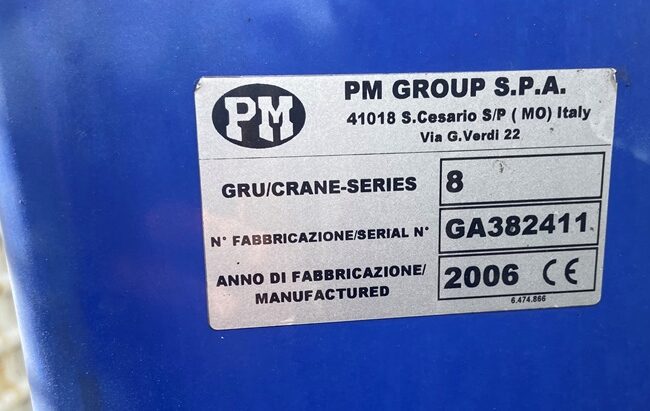 PM
PM GROUP S.P.A.
41018 S.Cesario S/P ( MO) Italy
Via G.Verdi 22
GRU/CRANE-SERIES 8
N° FABBRICAZIONE/SERIAL N° GA382411
ANNO DI FABBRICAZIONE/
MANUFACTURED 2006 CE
6.474.866